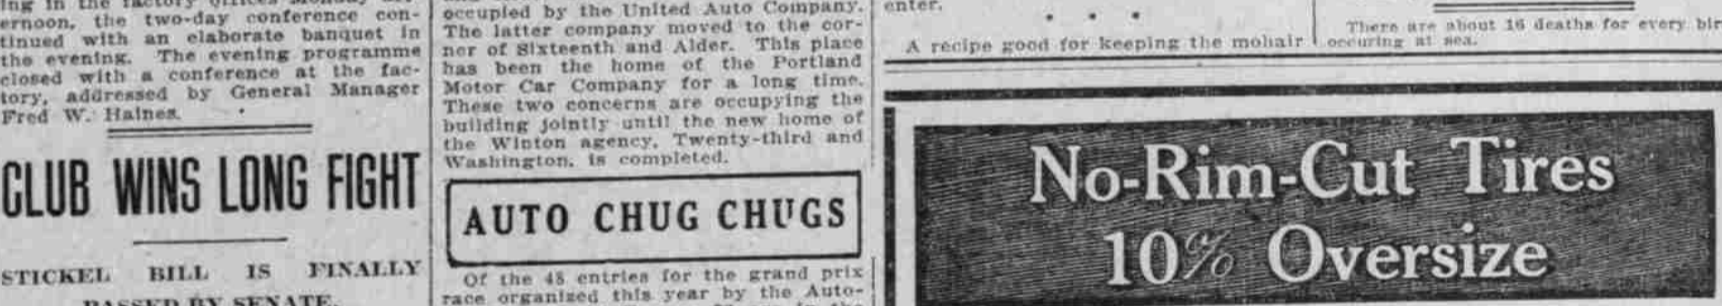 ernoon, the two-day conference con-
tinued with an elaborate banquet in
the evening. The evening programme
closed with a conference at the fac-
tory, addressed by General Manager
Fred W. Haines.
CLUB WINS LONG FIGHT
STICKEL BILL IS FINALLY
PASSED BY SENATE.
occupied by the United Auto Company.
The latter company moved to the cor-
ner of Sixteenth and Alder. This place
has been the home of the Portland
Motor Car Company for a long time.
These two concerns are occupying the
building jointly until the new home of
the Winton agency, Twenty-third and
Washington, is completed.
AUTO CHUG CHUGS
Of the 48 entries for the grand prix
race organized this year by the Auto-
enter.
* * *
A recipe good for keeping the mohair
There are about 16 deaths for every bir
occuring at sea.
No-Rim-Cut Tires
10% Oversize